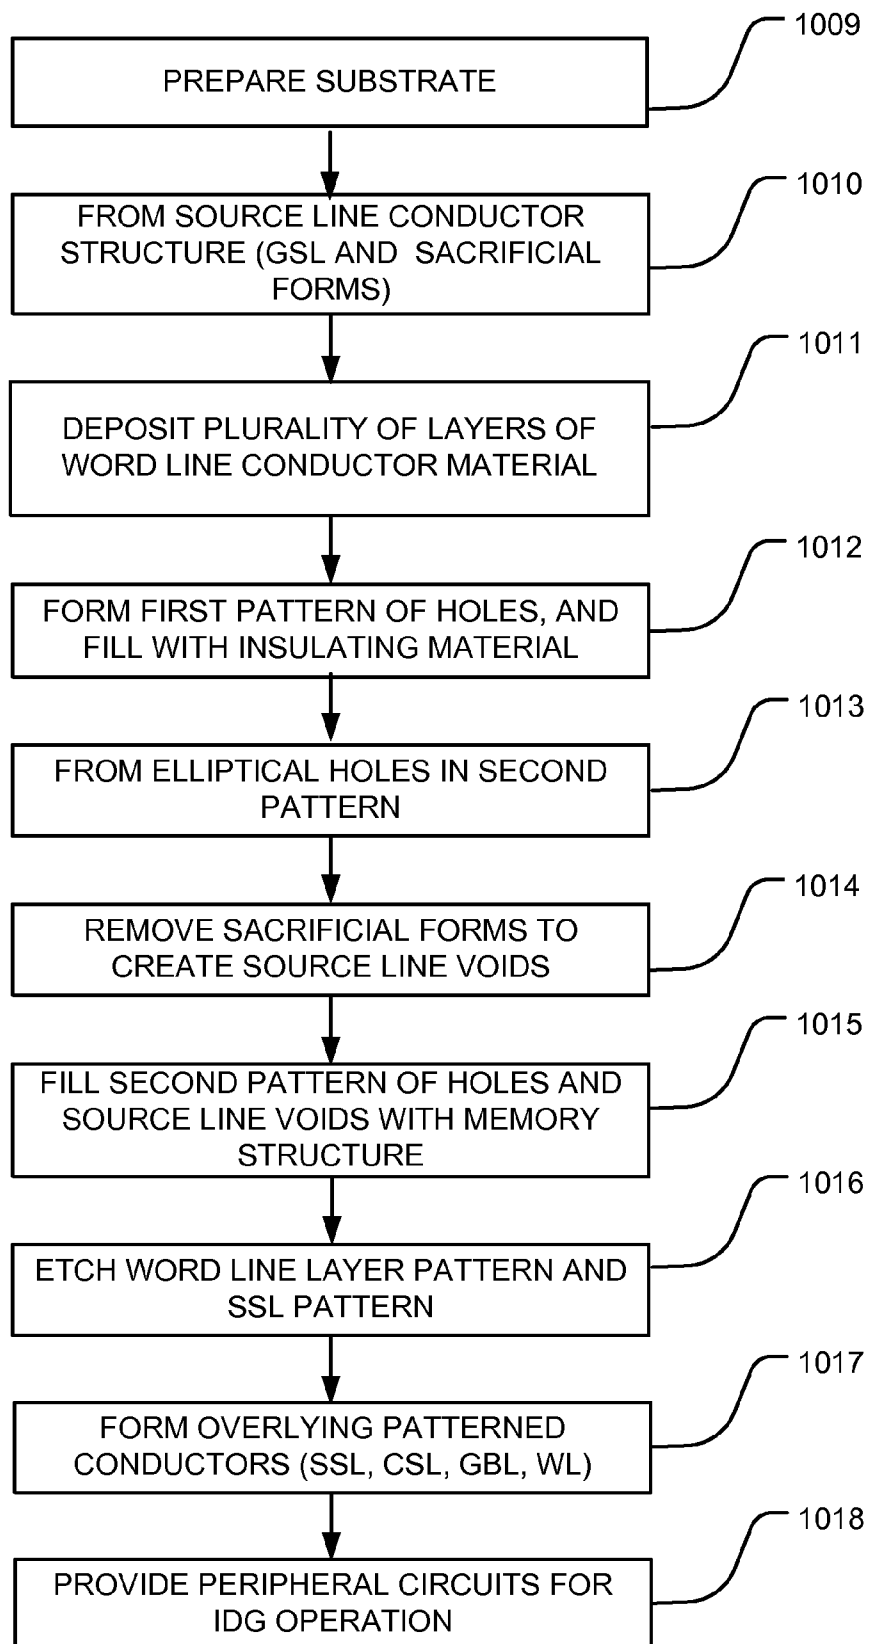 1009
PREPARE SUBSTRATE
1010
FROM SOURCE LINE CONDUCTOR
STRUCTURE (GSL AND SACRIFICIAL
FORMS)
1011
DEPOSIT PLURALITY OF LAYERS OF
WORD LINE CONDUCTOR MATERIAL
1012
FORM FIRST PATTERN OF HOLES, AND
FILL WITH INSULATING MATERIAL
1013
FROM ELLIPTICAL HOLES IN SECOND
PATTERN
1014
REMOVE SACRIFICIAL FORMS TO
CREATE SOURCE LINE VOIDS
1015
FILL SECOND PATTERN OF HOLES AND
SOURCE LINE VOIDS WITH MEMORY
STRUCTURE
1016
ETCH WORD LINE LAYER PATTERN AND
SSL PATTERN
1017
FORM OVERLYING PATTERNED
CONDUCTORS (SSL, CSL, GBL, WL)
1018
PROVIDE PERIPHERAL CIRCUITS FOR
IDG OPERATION